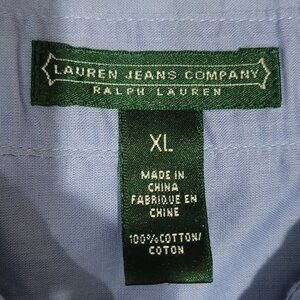 LAUREN JEANS COMPANY
RALPH LAUREN
XL
MADE IN
CHINA
FABRIQUE EN
CHINE
100% COTTON/
COTON